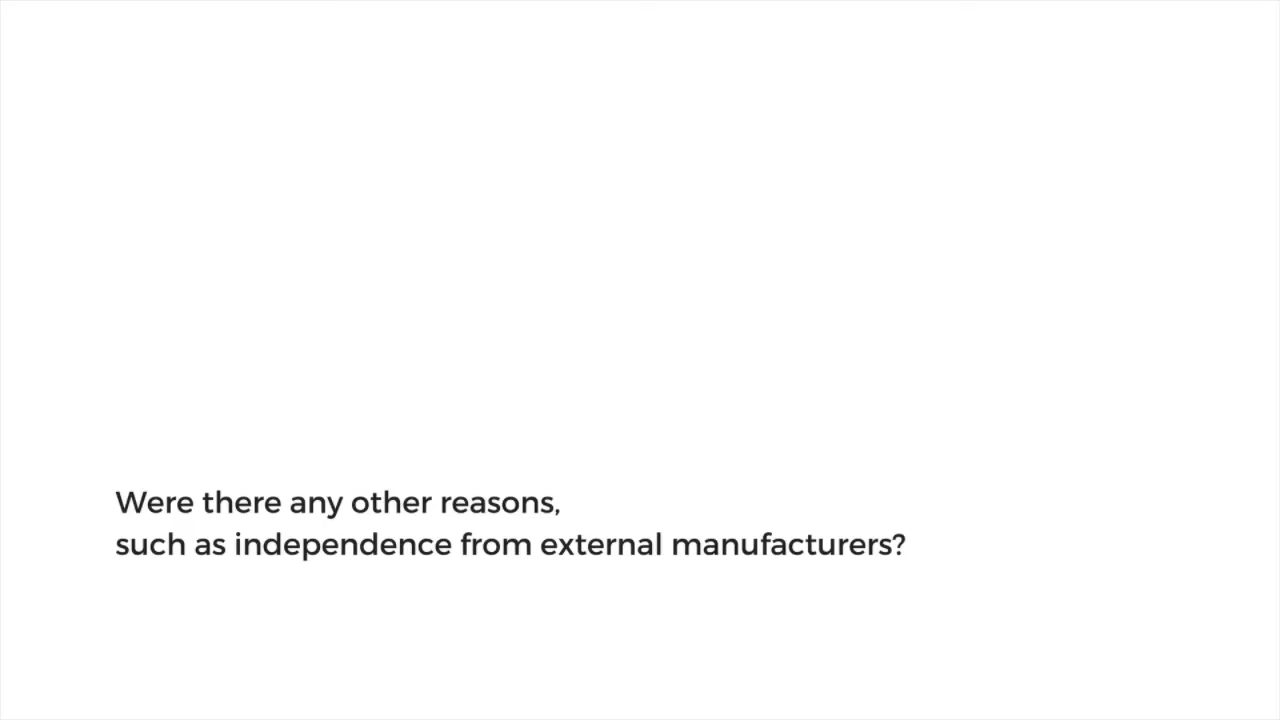 Were there any other reasons,
such as independence from external manufacturers?